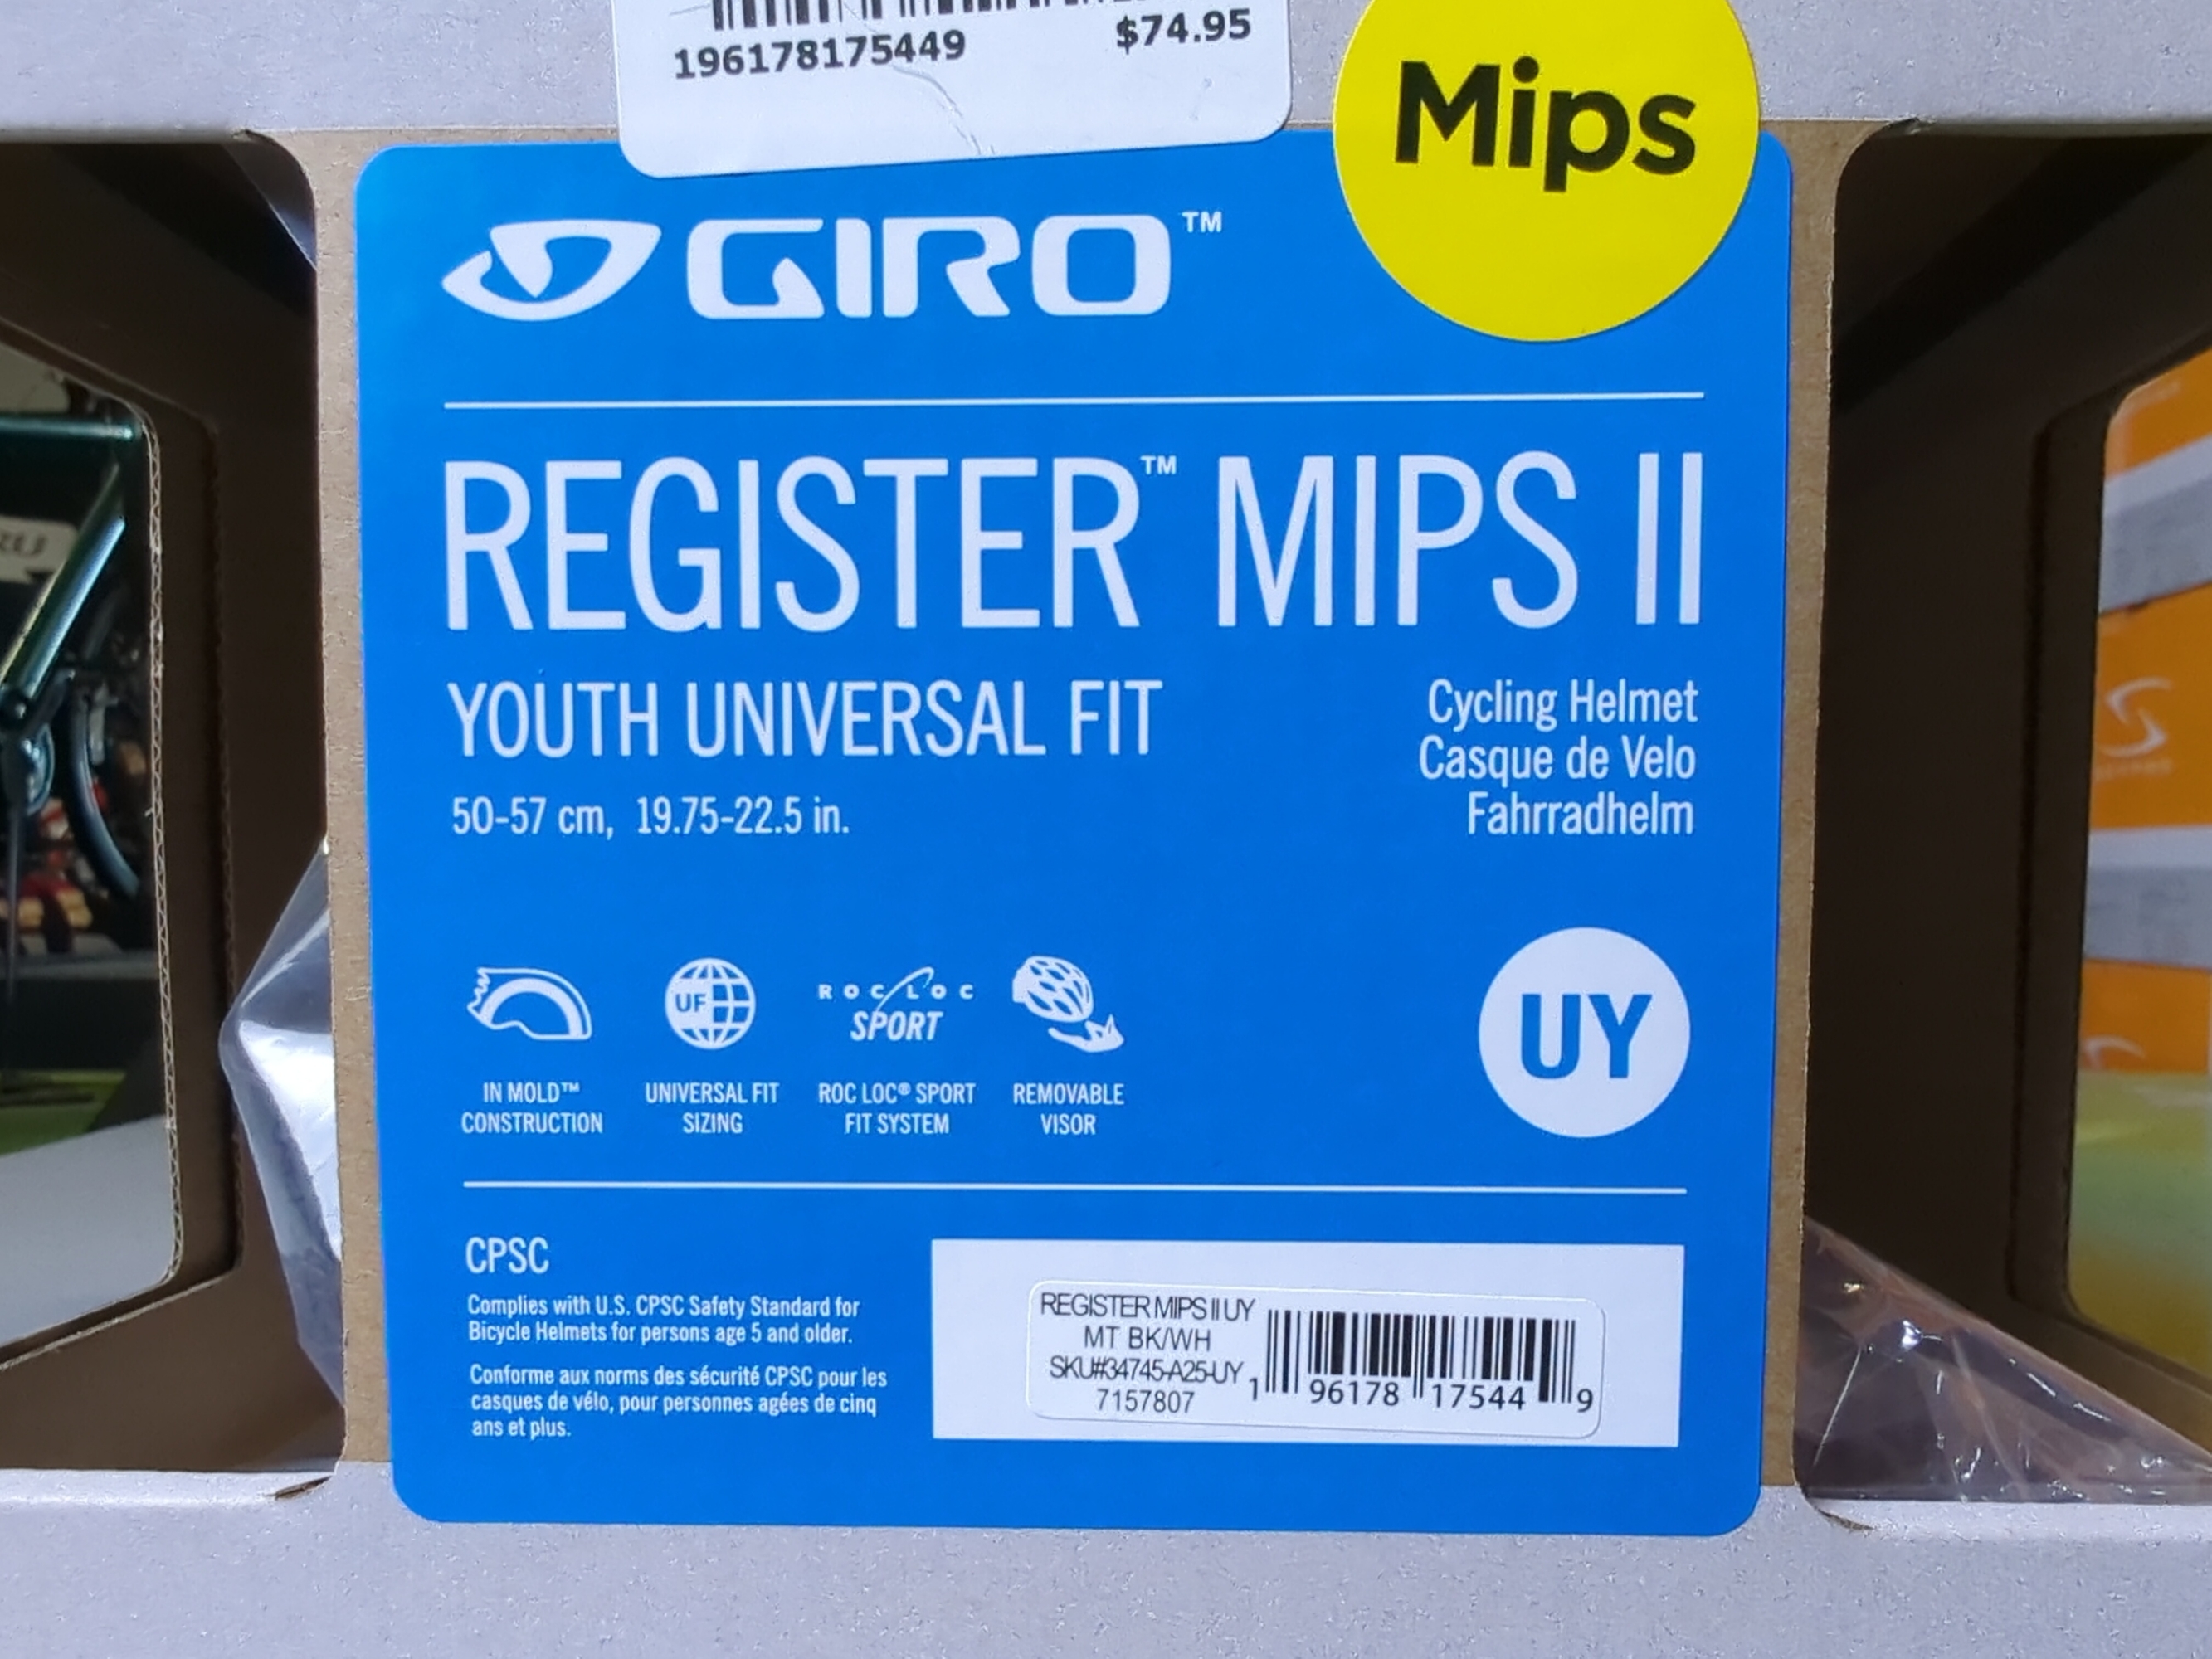 196178175449 $74.95
Mips
GIRO™
REGISTER™ MIPS II
YOUTH UNIVERSAL FIT
50-57 cm, 19.75-22.5 in.
Cycling Helmet
Casque de Velo
Fahrradhelm
UF
ROC LOC
SPORT
IN MOLD™
CONSTRUCTION
UNIVERSAL FIT
SIZING
ROC LOC® SPORT
FIT SYSTEM
REMOVABLE
VISOR
UY
CPSC
Complies with U.S. CPSC Safety Standard for
Bicycle Helmets for persons age 5 and older.
Conforme aux norms des sécurité CPSC pour les
casques de vélo, pour personnes agées de cinq
ans et plus.
REGISTER MIPS II UY
MT BK/WH
SKU#34745-A25-UY
7157807
1 96178 17544 9